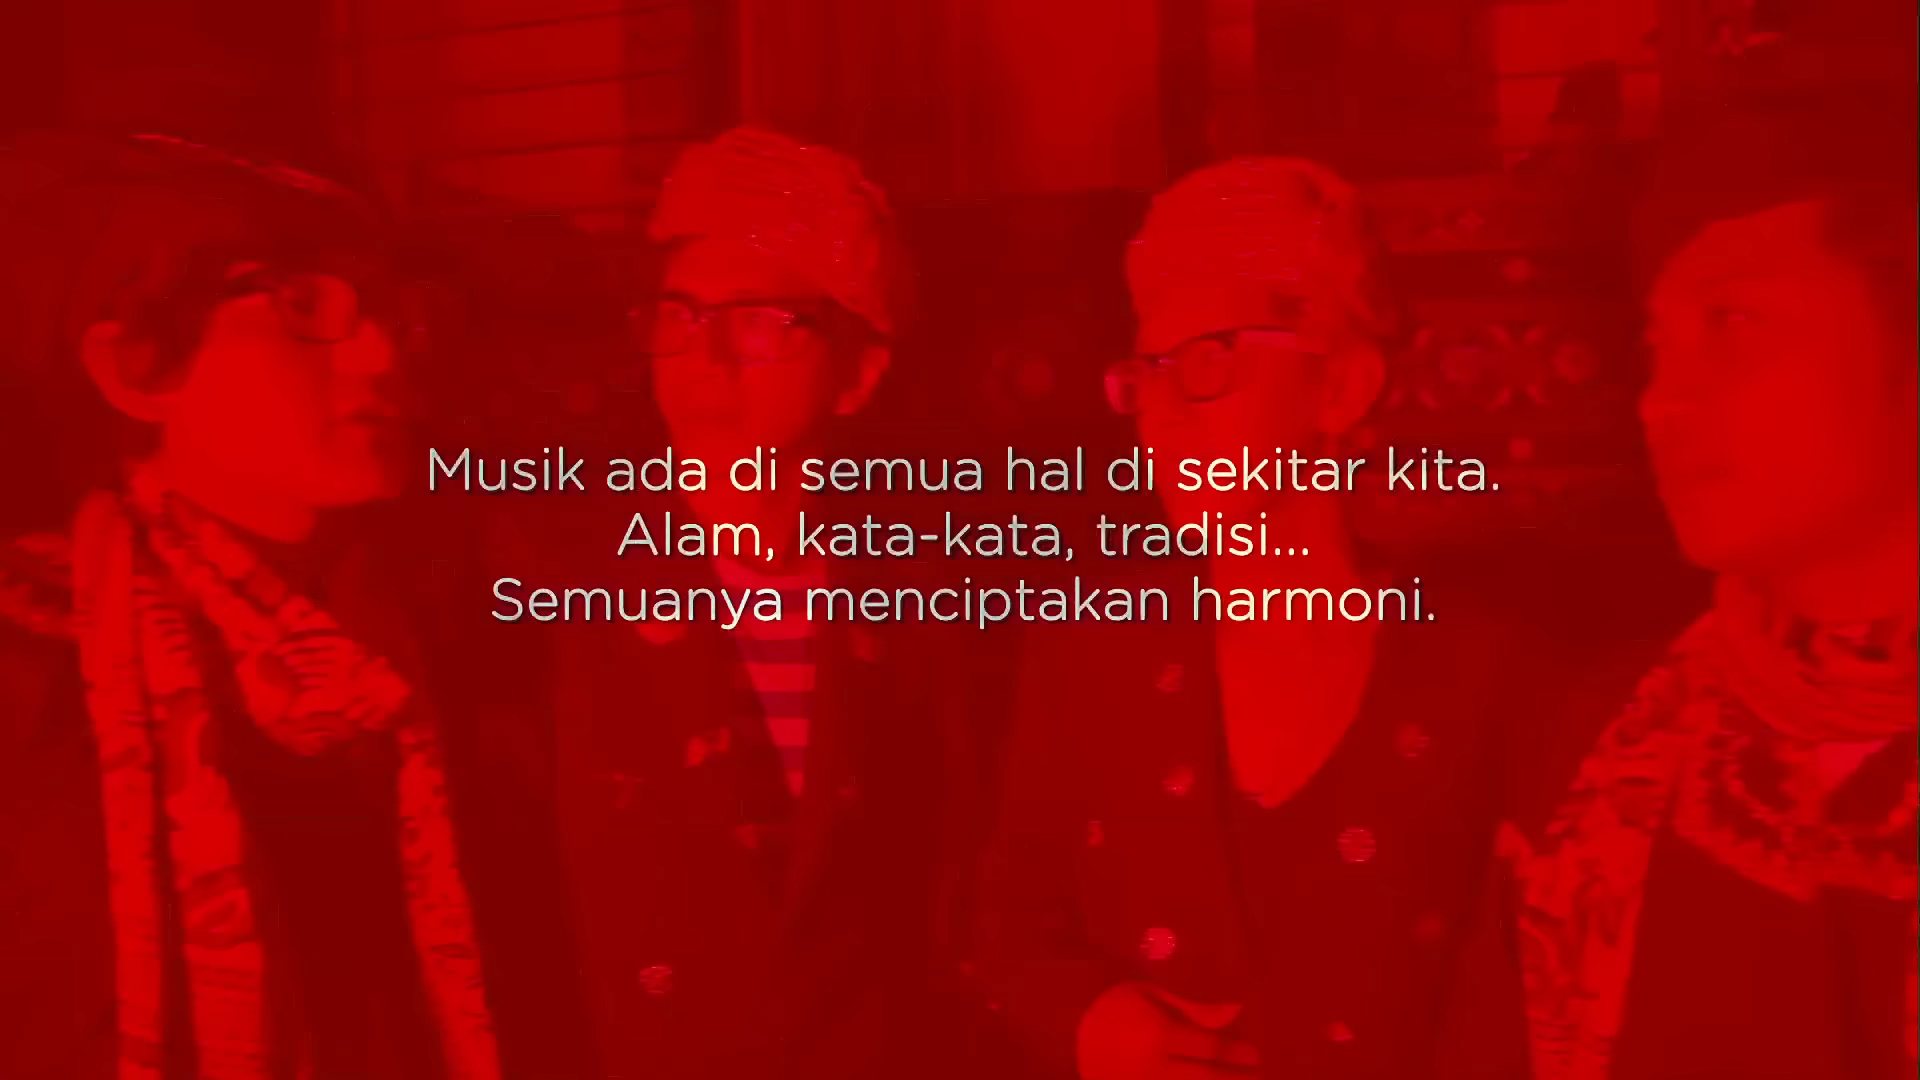 Musik ada di semua hal di sekitar kita.
Alam, kata-kata, tradisi...
Semuanya menciptakan harmoni.